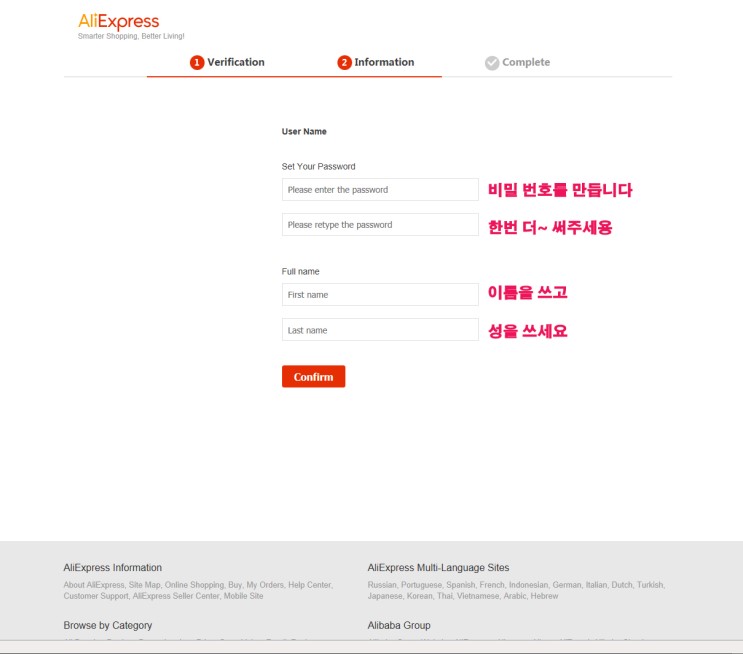 AliExpress
Smarter Shopping, Better Living!
1 Verification
2 Information
Complete
User Name
Set Your Password
Please enter the password
비밀 번호를 만듭니다
Please retype the password
한번 더~ 써주세용
Full name
First name
이름을 쓰고
Last name
성을 쓰세요
Confirm
AliExpress Information
About AliExpress, Site Map, Online Shopping, Buy, My Orders, Help Center,
Customer Support, AliExpress Seller Center, Mobile Site
AliExpress Multi-Language Sites
Russian, Portuguese, Spanish, French, Indonesian, German, Italian, Dutch, Turkish,
Japanese, Korean, Thai, Vietnamese, Arabic, Hebrew
Browse by Category
Alibaba Group